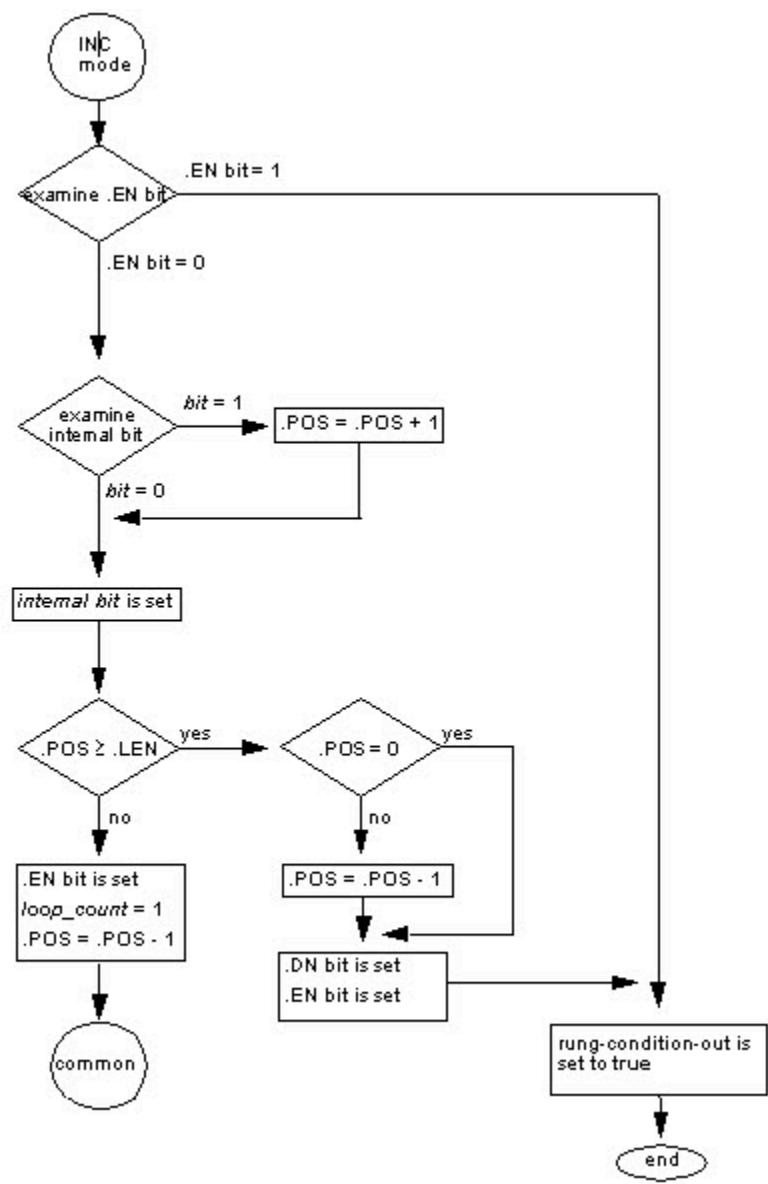 INC
mode
examine .EN bit
.EN bit = 1
.EN bit = 0
examine
internal bit
bit = 1
.POS = .POS + 1
bit = 0
internal bit is set
.POS ≥ .LEN
yes
.POS = 0
yes
no
no
.EN bit is set
loop_count = 1
.POS = .POS - 1
.POS = .POS - 1
.DN bit is set
.EN bit is set
common
rung-condition-out is
set to true
end